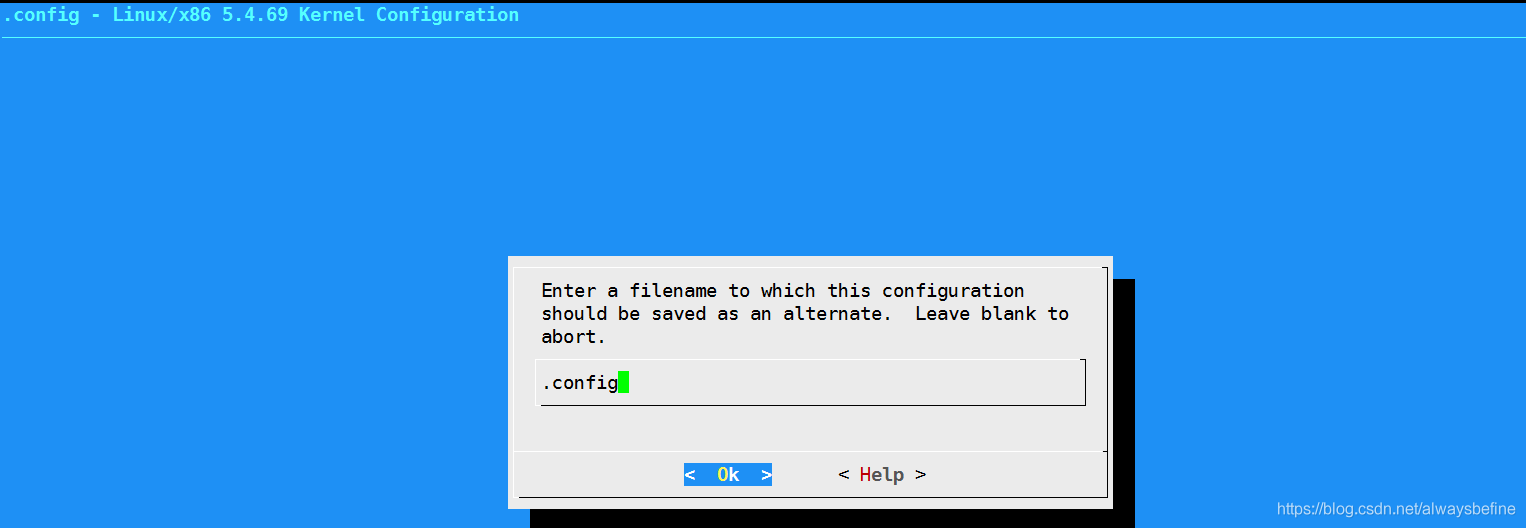 .config - Linux/x86 5.4.69 Kernel Configuration
Enter a filename to which this configuration
should be saved as an alternate.  Leave blank to
abort.
.config
<  Ok  >      < Help >
https://blog.csdn.net/alwaysbefine